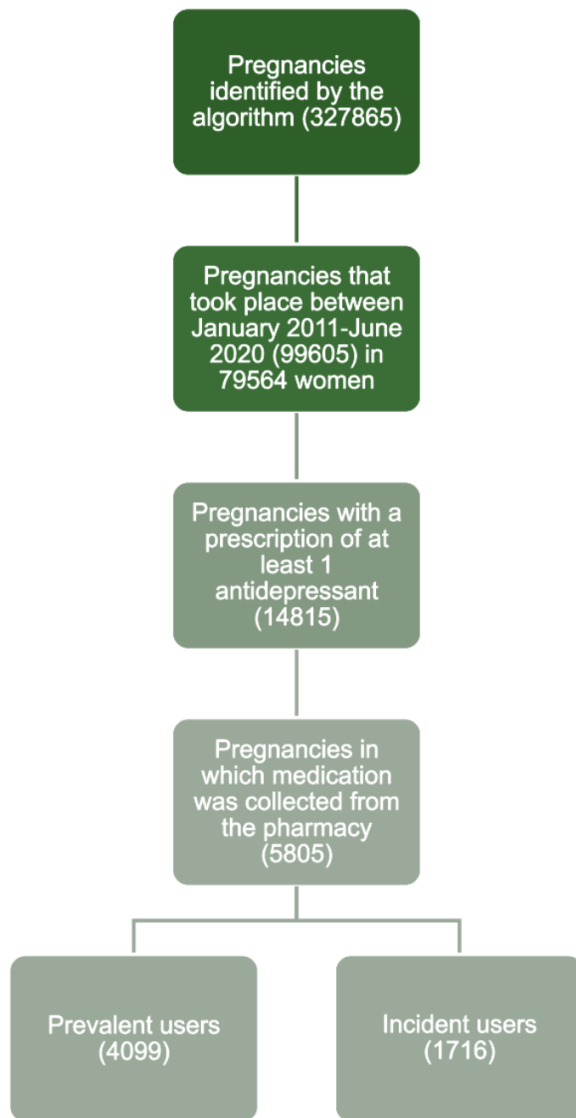 Pregnancies
identified by the
algorithm (327865)
Pregnancies that
took place between
January 2011-June
2020 (99605) in
79564 women
Pregnancies with a
prescription of at
least 1
antidepressant
(14815)
Pregnancies in
which medication
was collected from
the pharmacy
(5805)
Prevalent users
(4099)
Incident users
(1716)